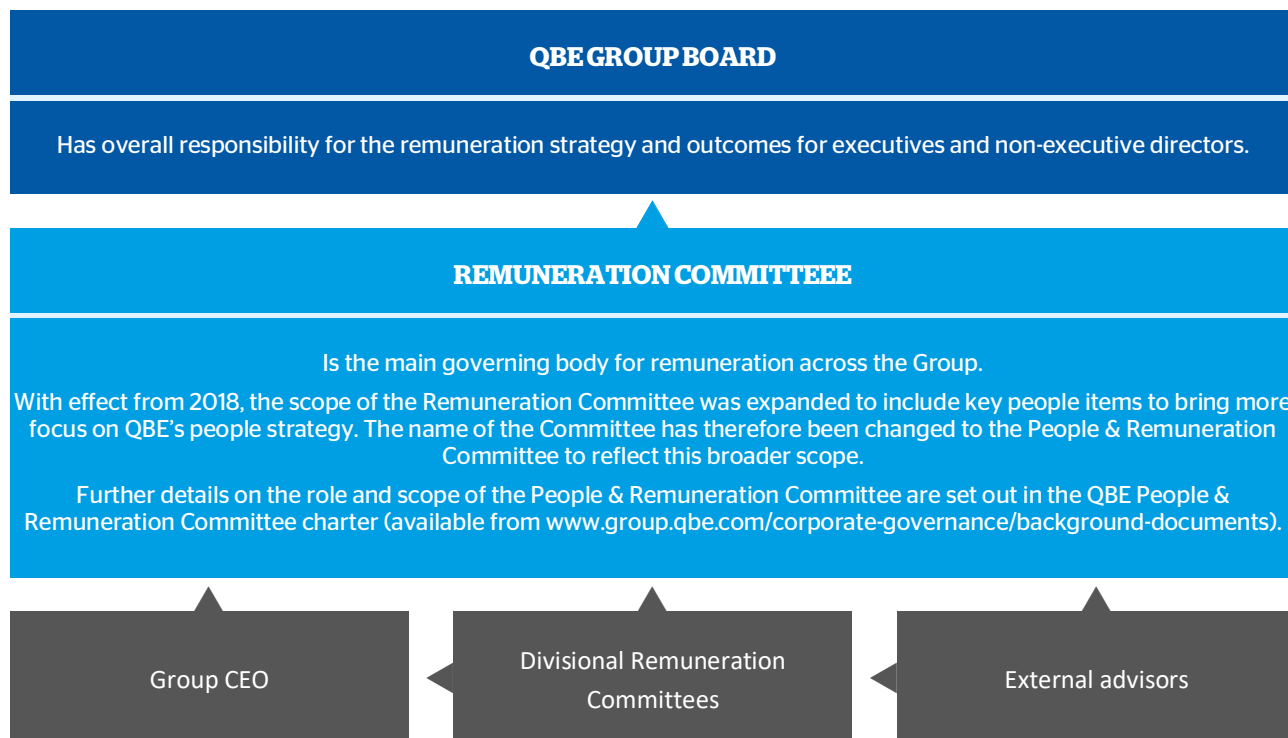 QBE GROUP BOARD
Has overall responsibility for the remuneration strategy and outcomes for executives and non-executive directors.
REMUNERATION COMMITTEEE
Is the main governing body for remuneration across the Group.
With effect from 2018, the scope of the Remuneration Committee was expanded to include key people items to bring more
focus on QBE's people strategy. The name of the Committee has therefore been changed to the People & Remuneration
Committee to reflect this broader scope.
Further details on the role and scope of the People & Remuneration Committee are set out in the QBE People &
Remuneration Committee charter (available from www.group.qbe.com/corporate-governance/background-documents).
Group CEO
Divisional Remuneration
Committees
External advisors